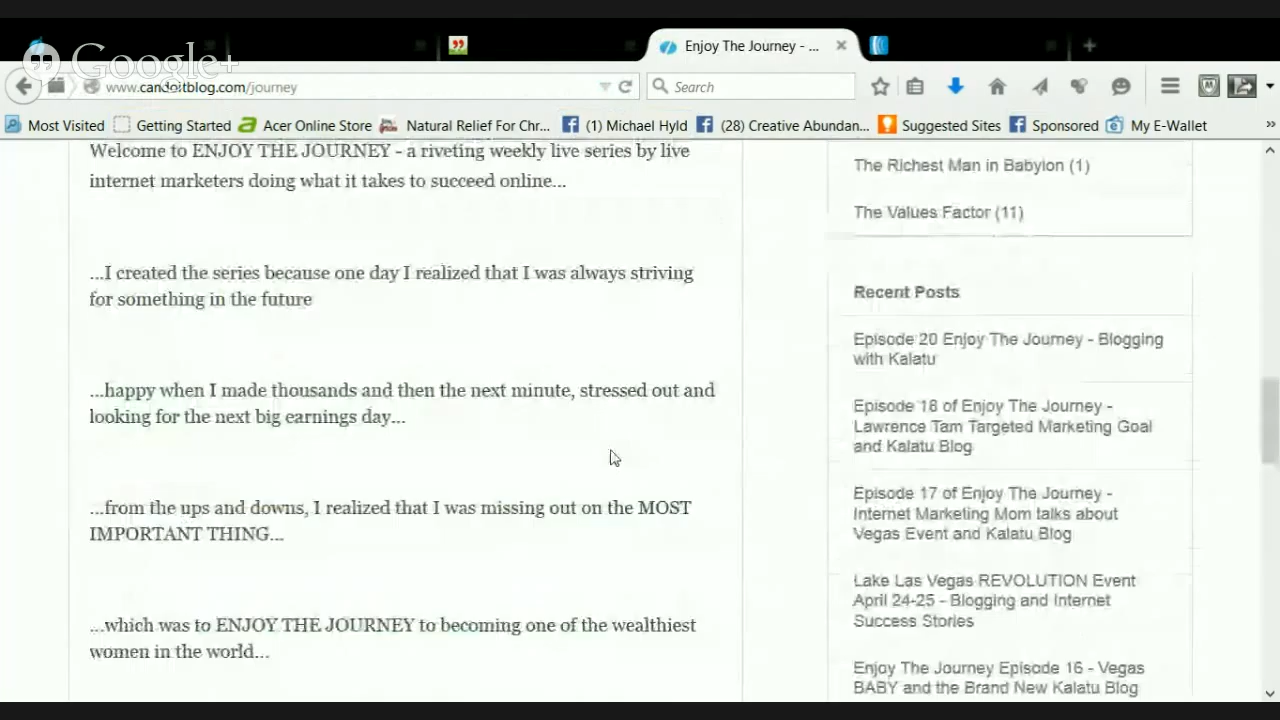 Google+
Enjoy The Journey - ...
www.candoitblog.com/journey
Search
Most Visited
Getting Started
Acer Online Store
Natural Relief For Chr...
(1) Michael Hyld
(28) Creative Abundan...
Suggested Sites
Sponsored
My E-Wallet
Welcome to ENJOY THE JOURNEY - a riveting weekly live series by live
internet marketers doing what it takes to succeed online...
...I created the series because one day I realized that I was always striving
for something in the future
...happy when I made thousands and then the next minute, stressed out and
looking for the next big earnings day...
...from the ups and downs, I realized that I was missing out on the MOST
IMPORTANT THING...
...which was to ENJOY THE JOURNEY to becoming one of the wealthiest
women in the world...
The Richest Man in Babylon (1)
The Values Factor (11)
Recent Posts
Episode 20 Enjoy The Journey - Blogging
with Kalatu
Episode 18 of Enjoy The Journey -
Lawrence Tam Targeted Marketing Goal
and Kalatu Blog
Episode 17 of Enjoy The Journey -
Internet Marketing Mom talks about
Vegas Event and Kalatu Blog
Lake Las Vegas REVOLUTION Event
April 24-25 - Blogging and Internet
Success Stories
Enjoy The Journey Episode 16 - Vegas
BABY and the Brand New Kalatu Blog